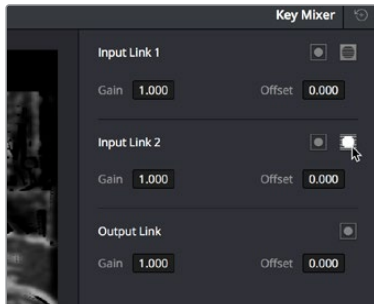 Key Mixer
Input Link 1
Gain 1.000 Offset 0.000
Input Link 2
Gain 1.000 Offset 0.000
Output Link
Gain 1.000 Offset 0.000